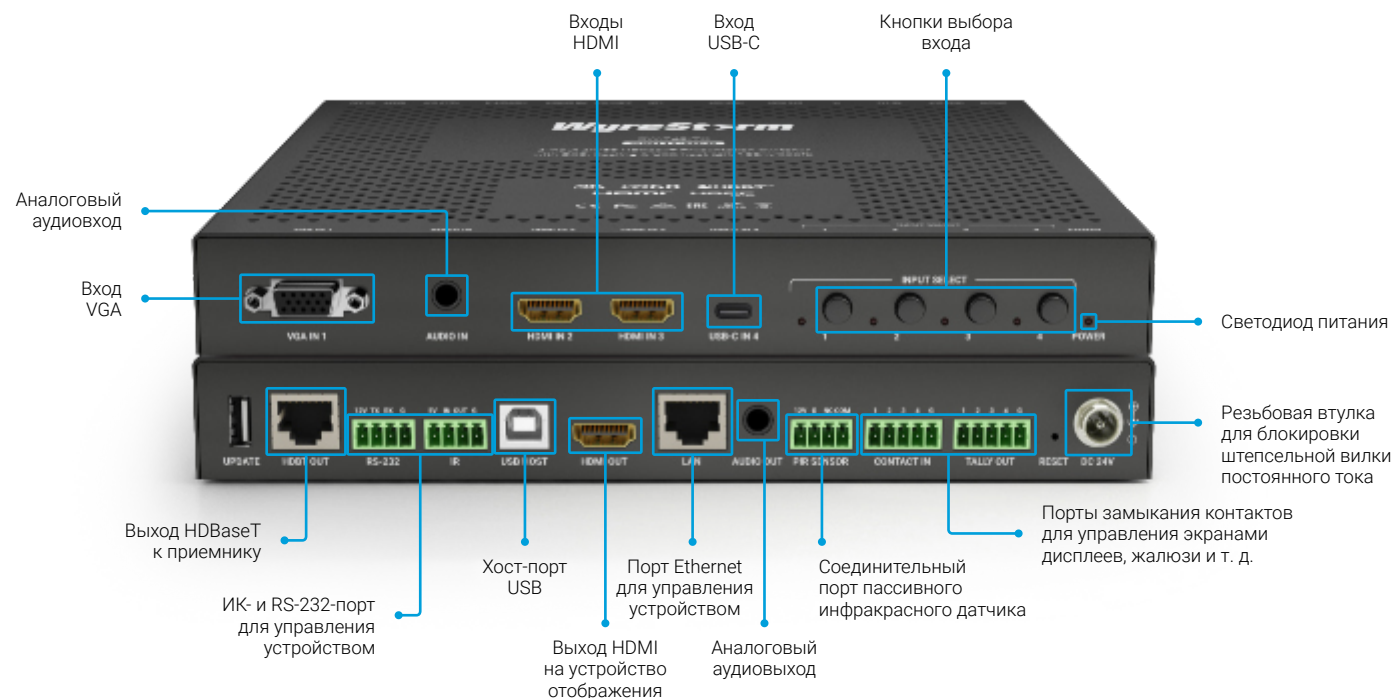 Входы
HDMI
Вход
USB-C
Кнопки выбора
входа
WyreStorm
Аналоговый
аудиовход
Вход
VGA
INPUT SELECT
VGA IN 1
AUDIO IN
HDMI IN 2
HDMI IN 3
USB-C IN 4
1
2
3
4
POWER
Светодиод питания
12V TX RX G
5V IN OUT G
1 2 3 4 G
1 2 3 4 G
UPDATE
HDBT OUT
RS-232
IR
USB HOST
HDMI OUT
LAN
AUDIO OUT
PIR SENSOR
CONTACT IN
TALLY OUT
RESET
DC 24V
Резьбовая втулка
для блокировки
штепсельной вилки
постоянного тока
Выход HDBaseT
к приемнику
ИК- и RS-232-порт
для управления
устройством
Хост-порт
USB
Выход HDMI
на устройство
отображения
Порт Ethernet
для управления
устройством
Аналоговый
аудиовыход
Соединительный
порт пассивного
инфракрасного датчика
Порты замыкания контактов
для управления экранами
дисплеев, жалюзи и т. д.